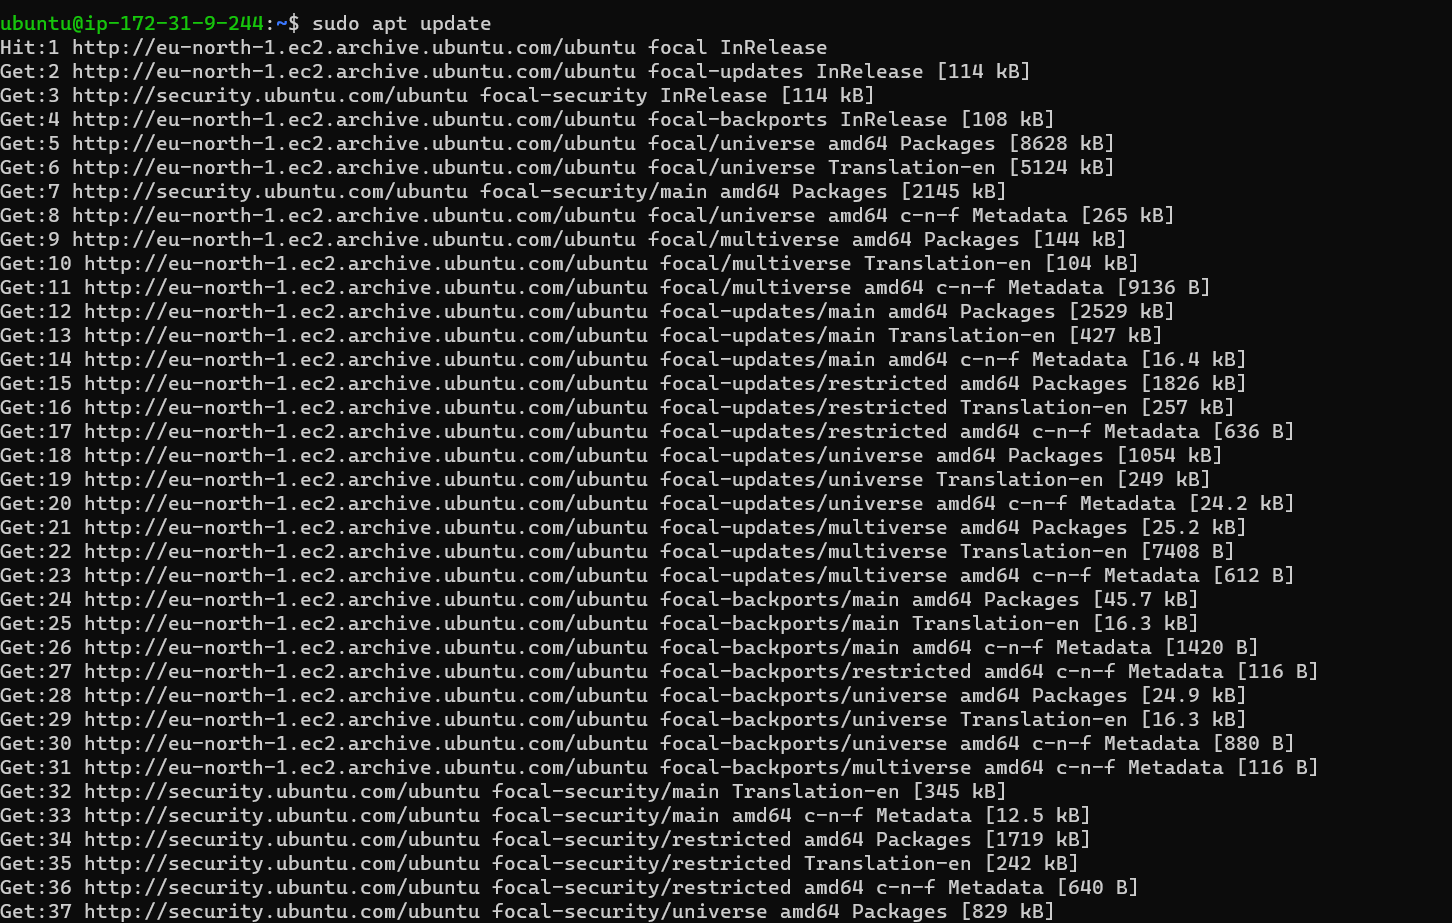 ubuntu@ip-172-31-9-244:~$ sudo apt update
Hit:1 http://eu-north-1.ec2.archive.ubuntu.com/ubuntu focal InRelease
Get:2 http://eu-north-1.ec2.archive.ubuntu.com/ubuntu focal-updates InRelease [114 kB]
Get:3 http://security.ubuntu.com/ubuntu focal-security InRelease [114 kB]
Get:4 http://eu-north-1.ec2.archive.ubuntu.com/ubuntu focal-backports InRelease [108 kB]
Get:5 http://eu-north-1.ec2.archive.ubuntu.com/ubuntu focal/universe amd64 Packages [8628 kB]
Get:6 http://eu-north-1.ec2.archive.ubuntu.com/ubuntu focal/universe Translation-en [5124 kB]
Get:7 http://security.ubuntu.com/ubuntu focal-security/main amd64 Packages [2145 kB]
Get:8 http://eu-north-1.ec2.archive.ubuntu.com/ubuntu focal/universe amd64 c-n-f Metadata [265 kB]
Get:9 http://eu-north-1.ec2.archive.ubuntu.com/ubuntu focal/multiverse amd64 Packages [144 kB]
Get:10 http://eu-north-1.ec2.archive.ubuntu.com/ubuntu focal/multiverse Translation-en [104 kB]
Get:11 http://eu-north-1.ec2.archive.ubuntu.com/ubuntu focal/multiverse amd64 c-n-f Metadata [9136 B]
Get:12 http://eu-north-1.ec2.archive.ubuntu.com/ubuntu focal-updates/main amd64 Packages [2529 kB]
Get:13 http://eu-north-1.ec2.archive.ubuntu.com/ubuntu focal-updates/main Translation-en [427 kB]
Get:14 http://eu-north-1.ec2.archive.ubuntu.com/ubuntu focal-updates/main amd64 c-n-f Metadata [16.4 kB]
Get:15 http://eu-north-1.ec2.archive.ubuntu.com/ubuntu focal-updates/restricted amd64 Packages [1826 kB]
Get:16 http://eu-north-1.ec2.archive.ubuntu.com/ubuntu focal-updates/restricted Translation-en [257 kB]
Get:17 http://eu-north-1.ec2.archive.ubuntu.com/ubuntu focal-updates/restricted amd64 c-n-f Metadata [636 B]
Get:18 http://eu-north-1.ec2.archive.ubuntu.com/ubuntu focal-updates/universe amd64 Packages [1054 kB]
Get:19 http://eu-north-1.ec2.archive.ubuntu.com/ubuntu focal-updates/universe Translation-en [249 kB]
Get:20 http://eu-north-1.ec2.archive.ubuntu.com/ubuntu focal-updates/universe amd64 c-n-f Metadata [24.2 kB]
Get:21 http://eu-north-1.ec2.archive.ubuntu.com/ubuntu focal-updates/multiverse amd64 Packages [25.2 kB]
Get:22 http://eu-north-1.ec2.archive.ubuntu.com/ubuntu focal-updates/multiverse Translation-en [7408 B]
Get:23 http://eu-north-1.ec2.archive.ubuntu.com/ubuntu focal-updates/multiverse amd64 c-n-f Metadata [612 B]
Get:24 http://eu-north-1.ec2.archive.ubuntu.com/ubuntu focal-backports/main amd64 Packages [45.7 kB]
Get:25 http://eu-north-1.ec2.archive.ubuntu.com/ubuntu focal-backports/main Translation-en [16.3 kB]
Get:26 http://eu-north-1.ec2.archive.ubuntu.com/ubuntu focal-backports/main amd64 c-n-f Metadata [1420 B]
Get:27 http://eu-north-1.ec2.archive.ubuntu.com/ubuntu focal-backports/restricted amd64 c-n-f Metadata [116 B]
Get:28 http://eu-north-1.ec2.archive.ubuntu.com/ubuntu focal-backports/universe amd64 Packages [24.9 kB]
Get:29 http://eu-north-1.ec2.archive.ubuntu.com/ubuntu focal-backports/universe Translation-en [16.3 kB]
Get:30 http://eu-north-1.ec2.archive.ubuntu.com/ubuntu focal-backports/universe amd64 c-n-f Metadata [880 B]
Get:31 http://eu-north-1.ec2.archive.ubuntu.com/ubuntu focal-backports/multiverse amd64 c-n-f Metadata [116 B]
Get:32 http://security.ubuntu.com/ubuntu focal-security/main Translation-en [345 kB]
Get:33 http://security.ubuntu.com/ubuntu focal-security/main amd64 c-n-f Metadata [12.5 kB]
Get:34 http://security.ubuntu.com/ubuntu focal-security/restricted amd64 Packages [1719 kB]
Get:35 http://security.ubuntu.com/ubuntu focal-security/restricted Translation-en [242 kB]
Get:36 http://security.ubuntu.com/ubuntu focal-security/restricted amd64 c-n-f Metadata [640 B]
Get:37 http://security.ubuntu.com/ubuntu focal-security/universe amd64 Packages [829 kB]